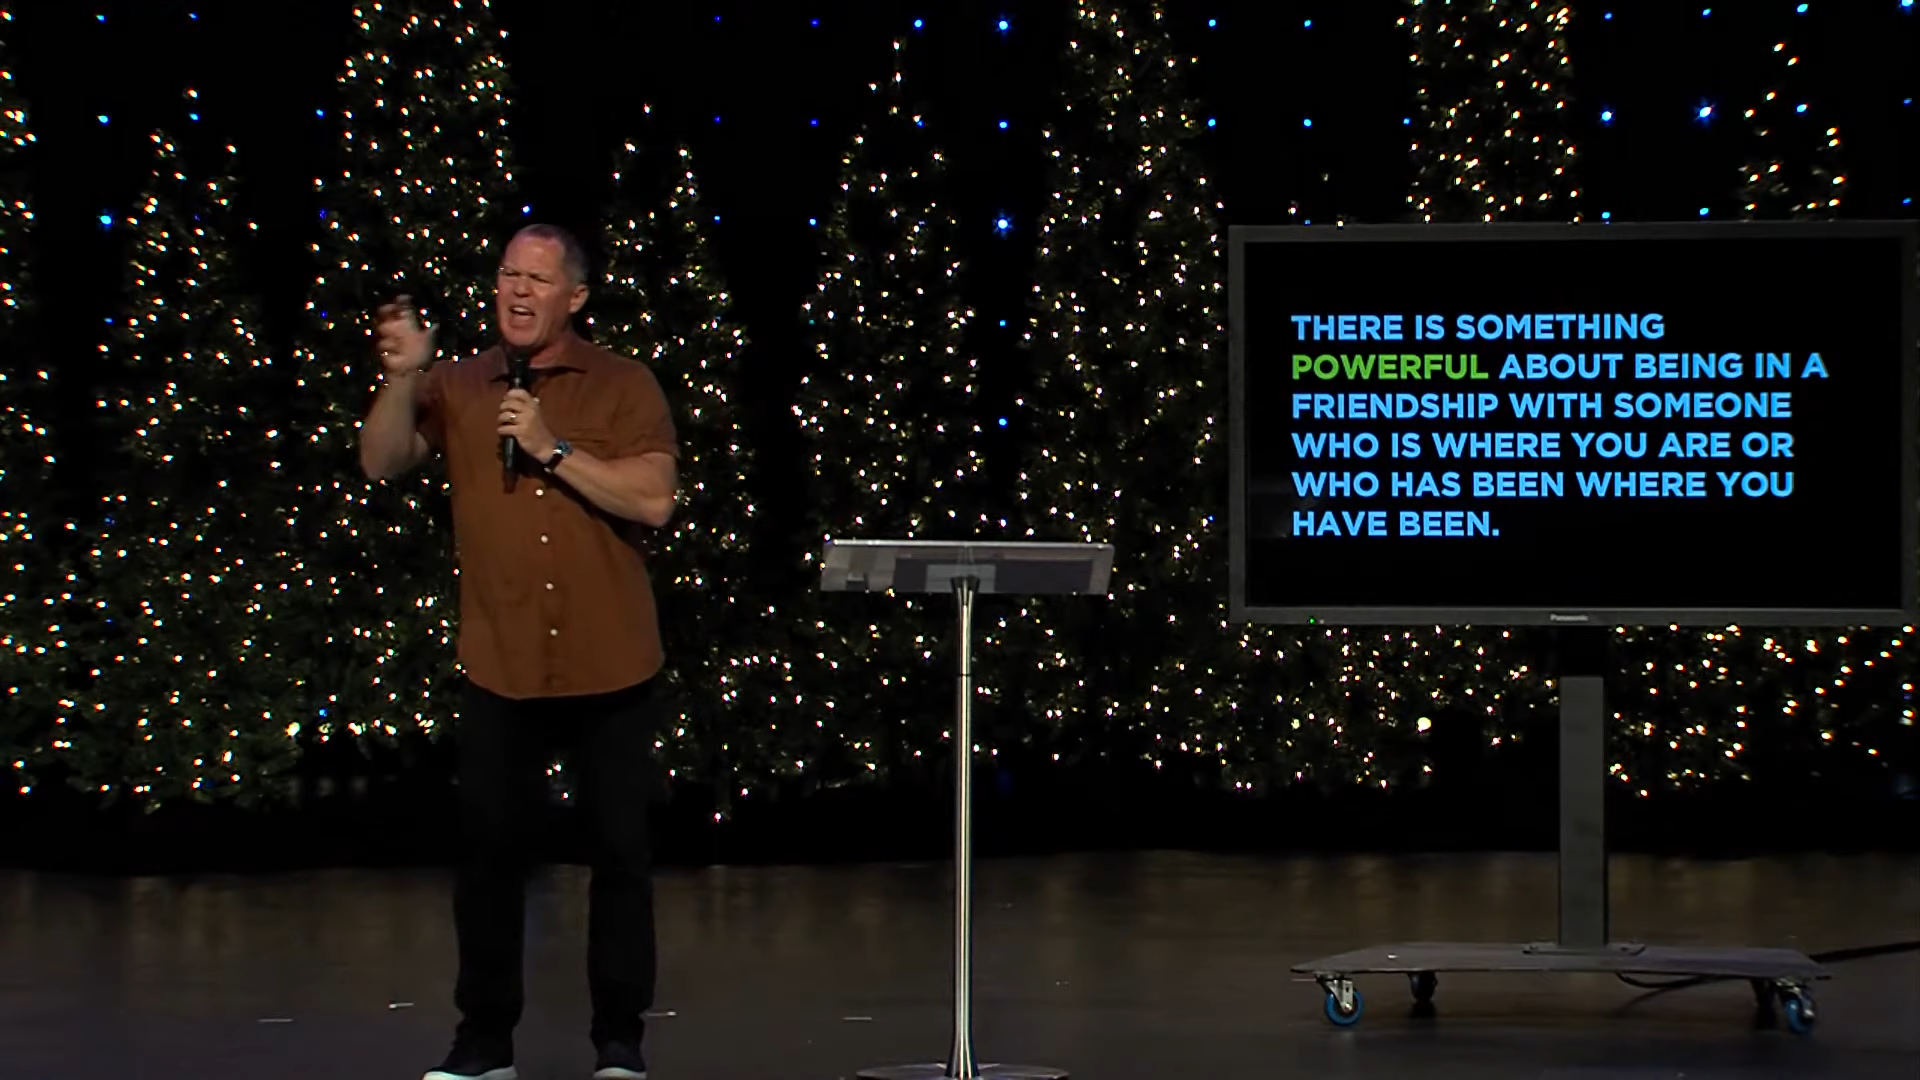 THERE IS SOMETHING
POWERFUL ABOUT BEING IN A
FRIENDSHIP WITH SOMEONE
WHO IS WHERE YOU ARE OR
WHO HAS BEEN WHERE YOU
HAVE BEEN.
Panasonic